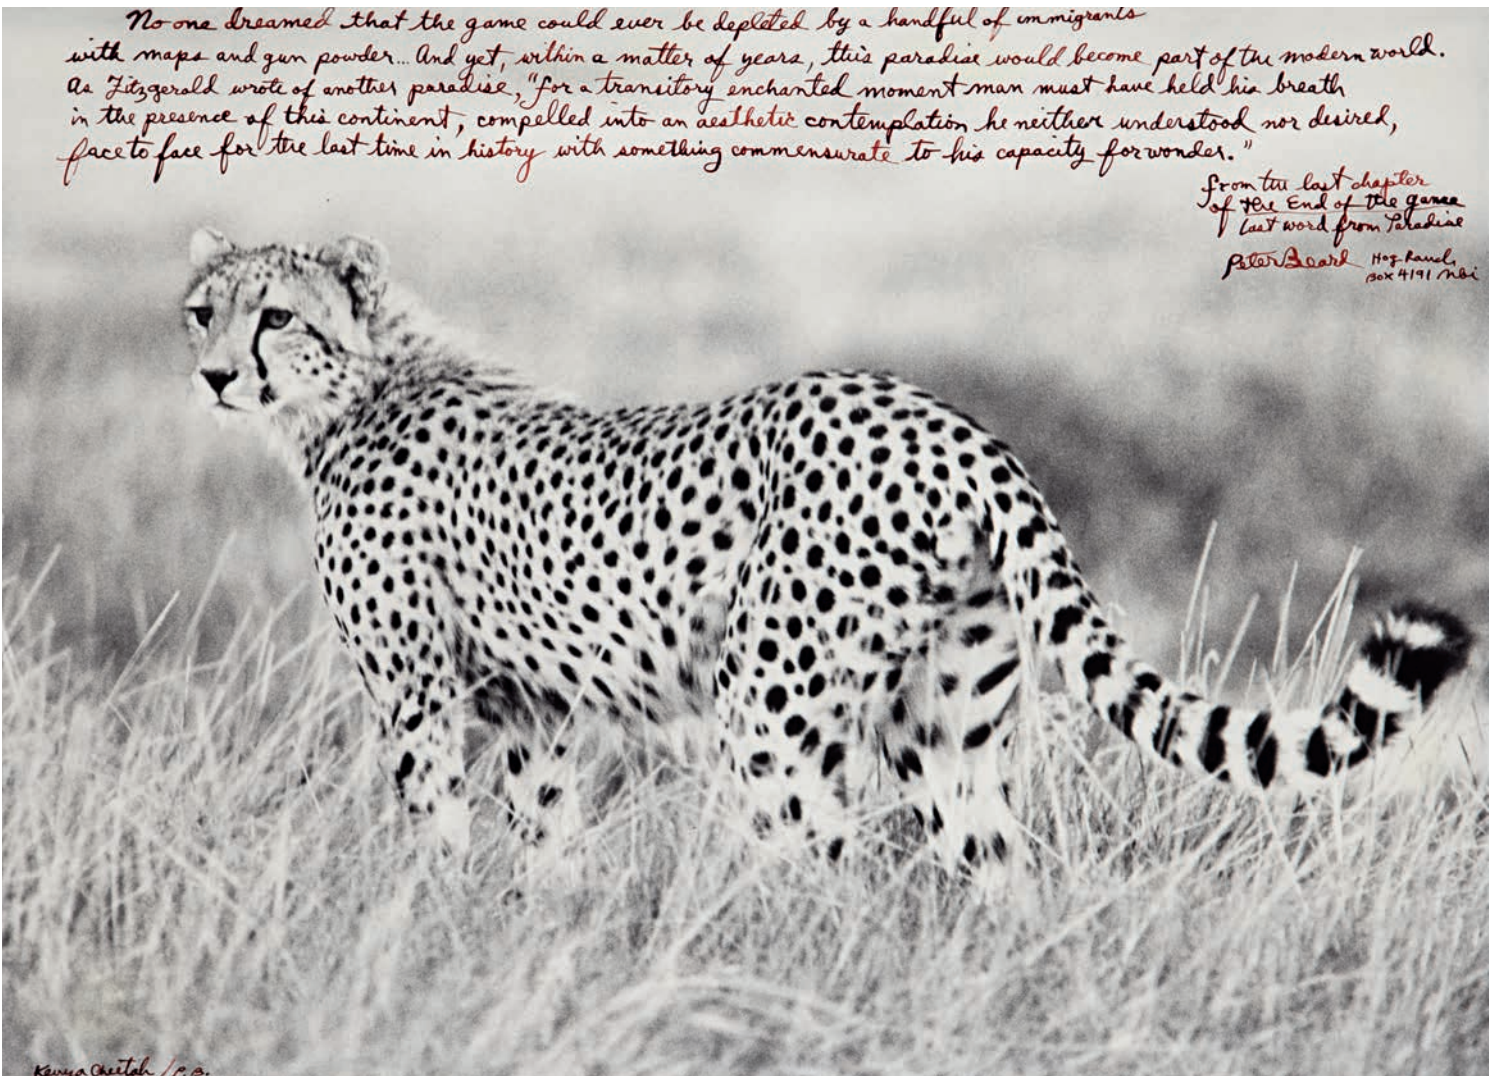 No one dreamed that the game could ever be depleted by a handful of immigrants
with maps and gun powder... And yet, within a matter of years, this paradise would become part of the modern world.
As Fitzgerald wrote of another paradise, "for a transitory enchanted moment man must have held his breath
in the presence of this continent, compelled into an aesthetic contemplation he neither understood nor desired,
face to face for the last time in history with something commensurate to his capacity for wonder."
from the last chapter
of the End of the game
last word from Paradise
Peter Beard Hog Ranch
Box 4191 Nbi
Kenya Cheetah / P.B.